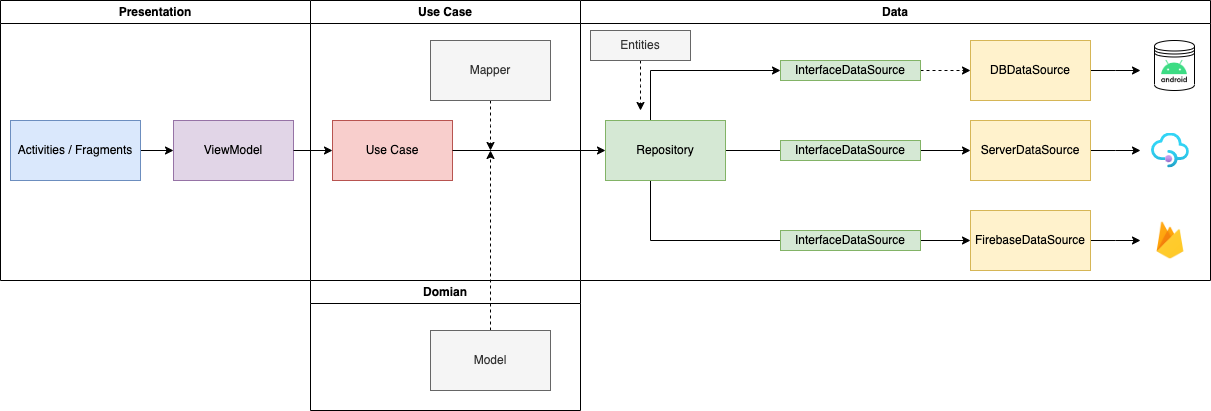 Presentation
Use Case
Data
Mapper
Entities
InterfaceDataSource
DBDataSource
android
Activities / Fragments
ViewModel
Use Case
Repository
InterfaceDataSource
ServerDataSource
InterfaceDataSource
FirebaseDataSource
Domian
Model